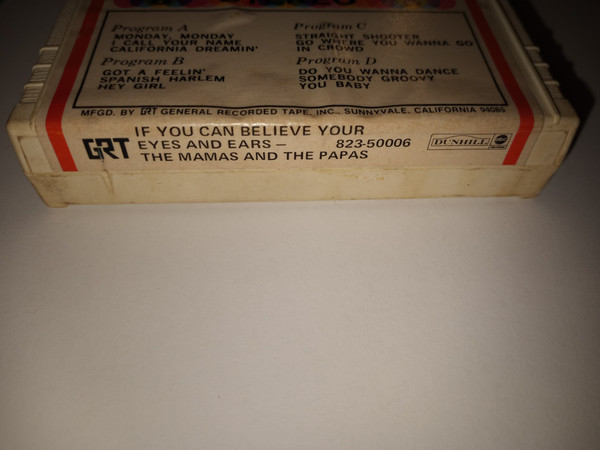 Program A
MONDAY, MONDAY
I CALL YOUR NAME
CALIFORNIA DREAMIN'
Program B
GOT A FEELIN'
SPANISH HARLEM
HEY GIRL
Program C
STRAIGHT SHOOTER
GO WHERE YOU WANNA GO
IN CROWD
Program D
DO YOU WANNA DANCE
SOMEBODY GROOVY
YOU BABY
MFGD. BY GRT GENERAL RECORDED TAPE, INC., SUNNYVALE, CALIFORNIA 94086
GRT
IF YOU CAN BELIEVE YOUR
EYES AND EARS – 823-50006
THE MAMAS AND THE PAPAS
DUNHILL